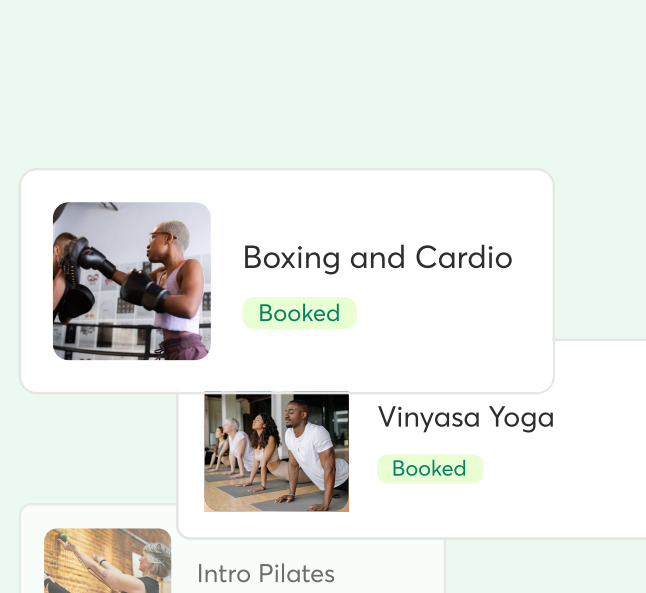 Boxing and Cardio
Booked
Vinyasa Yoga
Booked
Intro Pilates